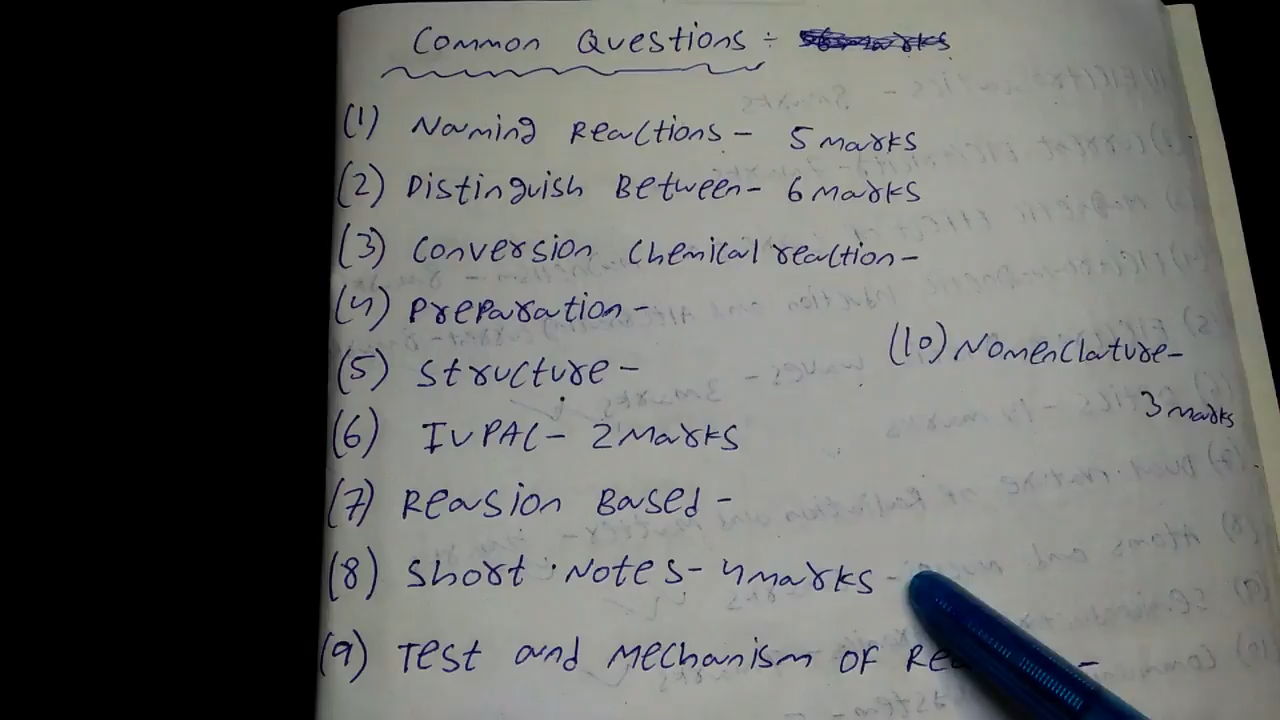 Common Questions :-
(1) Naming Reactions - 5 marks
(2) Distinguish Between - 6 marks
(3) Conversion chemical reaction -
(4) Preparation -
(5) Structure -
(6) IUPAC - 2 Marks
(7) Reasion Based -
(8) Short Notes - 4 marks -
(9) Test and Mechanism of
(10) Nomenclature -
3 marks